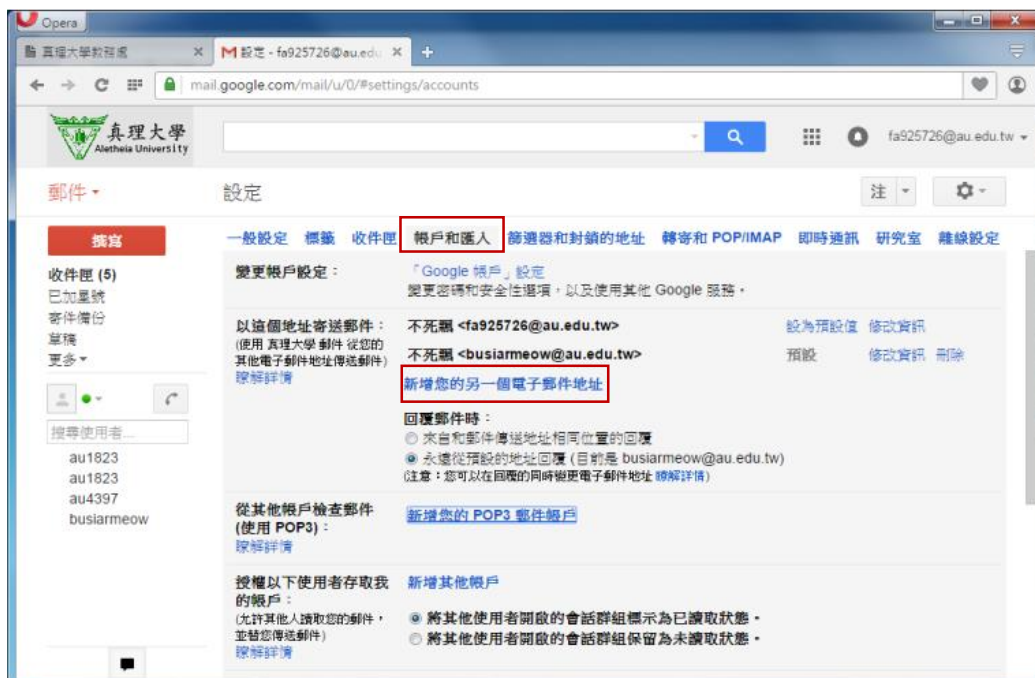 Opera
真理大學教務處
設定 - fa925726@au.edu
mail.google.com/mail/u/0/#settings/accounts
真理大學
Aletheia University
fa925726@au.edu.tw
郵件
設定
注
撰寫
一般設定 標籤 收件匣 帳戶和匯入 篩選器和封鎖的地址 轉寄和 POP/IMAP 即時通訊 研究室 離線設定
收件匣 (5)
已加星號
寄件備份
草稿
更多
搜尋使用者...
au1823
au1823
au4397
busiarmeow
變更帳戶設定：
「Google 帳戶」設定
變更密碼和安全性選項，以及使用其他 Google 服務。
以這個地址寄送郵件：
(使用 真理大學 郵件 從您的
其他電子郵件地址傳送郵件)
瞭解詳情
不死鷳 <fa925726@au.edu.tw> 設為預設值 修改資訊
不死鷳 <busiarmeow@au.edu.tw> 預設 修改資訊 刪除
新增您的另一個電子郵件地址
回覆郵件時：
來自和郵件傳送地址相同位置的回覆
永遠從預設的地址回覆 (目前是 busiarmeow@au.edu.tw)
(注意：您可以在回覆的同時變更電子郵件地址 瞭解詳情)
從其他帳戶檢查郵件
(使用 POP3)：
瞭解詳情
新增您的 POP3 郵件帳戶
授權以下使用者存取我
的帳戶：
(允許其他人讀取您的郵件，
並替您傳送郵件)
瞭解詳情
新增其他帳戶
將其他使用者開啟的會話群組標示為已讀取狀態。
將其他使用者開啟的會話群組保留為未讀取狀態。